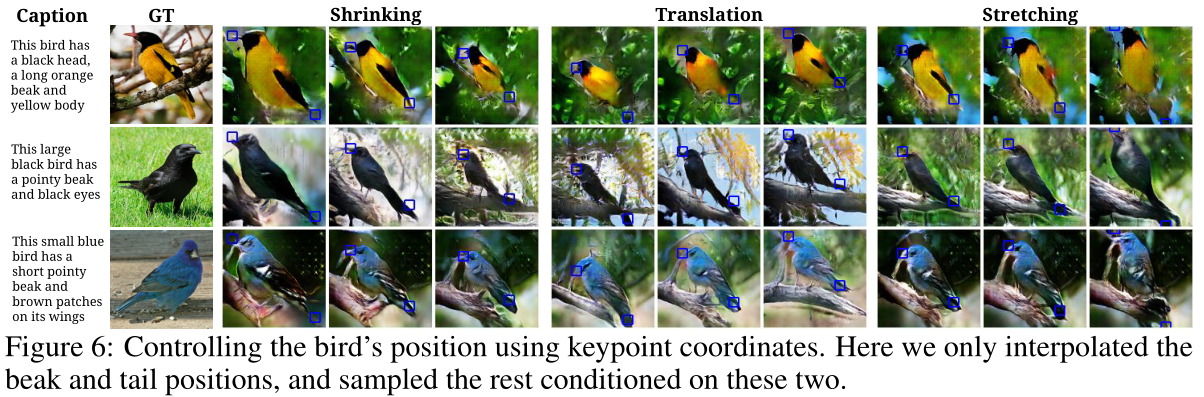 Caption GT Shrinking Translation Stretching
This bird has
a black head,
a long orange
beak and
yellow body
This large
black bird has
a pointy beak
and black eyes
This small blue
bird has a
short pointy
beak and
brown patches
on its wings
Figure 6: Controlling the bird's position using keypoint coordinates. Here we only interpolated the
beak and tail positions, and sampled the rest conditioned on these two.